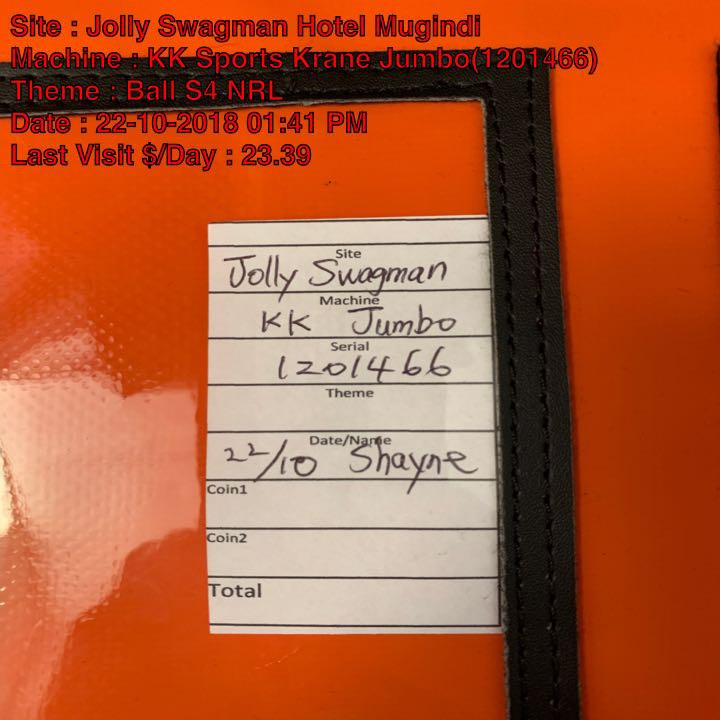 Site : Jolly Swagman Hotel Mugindi
Machine : KK Sports Krane Jumbo(1201466)
Theme : Ball S4 NRL
Date : 22-10-2018 01:41 PM
Last Visit $/Day : 23.39
Site
Jolly Swagman
Machine
KK Jumbo
Serial
1201466
Theme
Date/Name
22/10 Shayne
Coin1
Coin2
Total